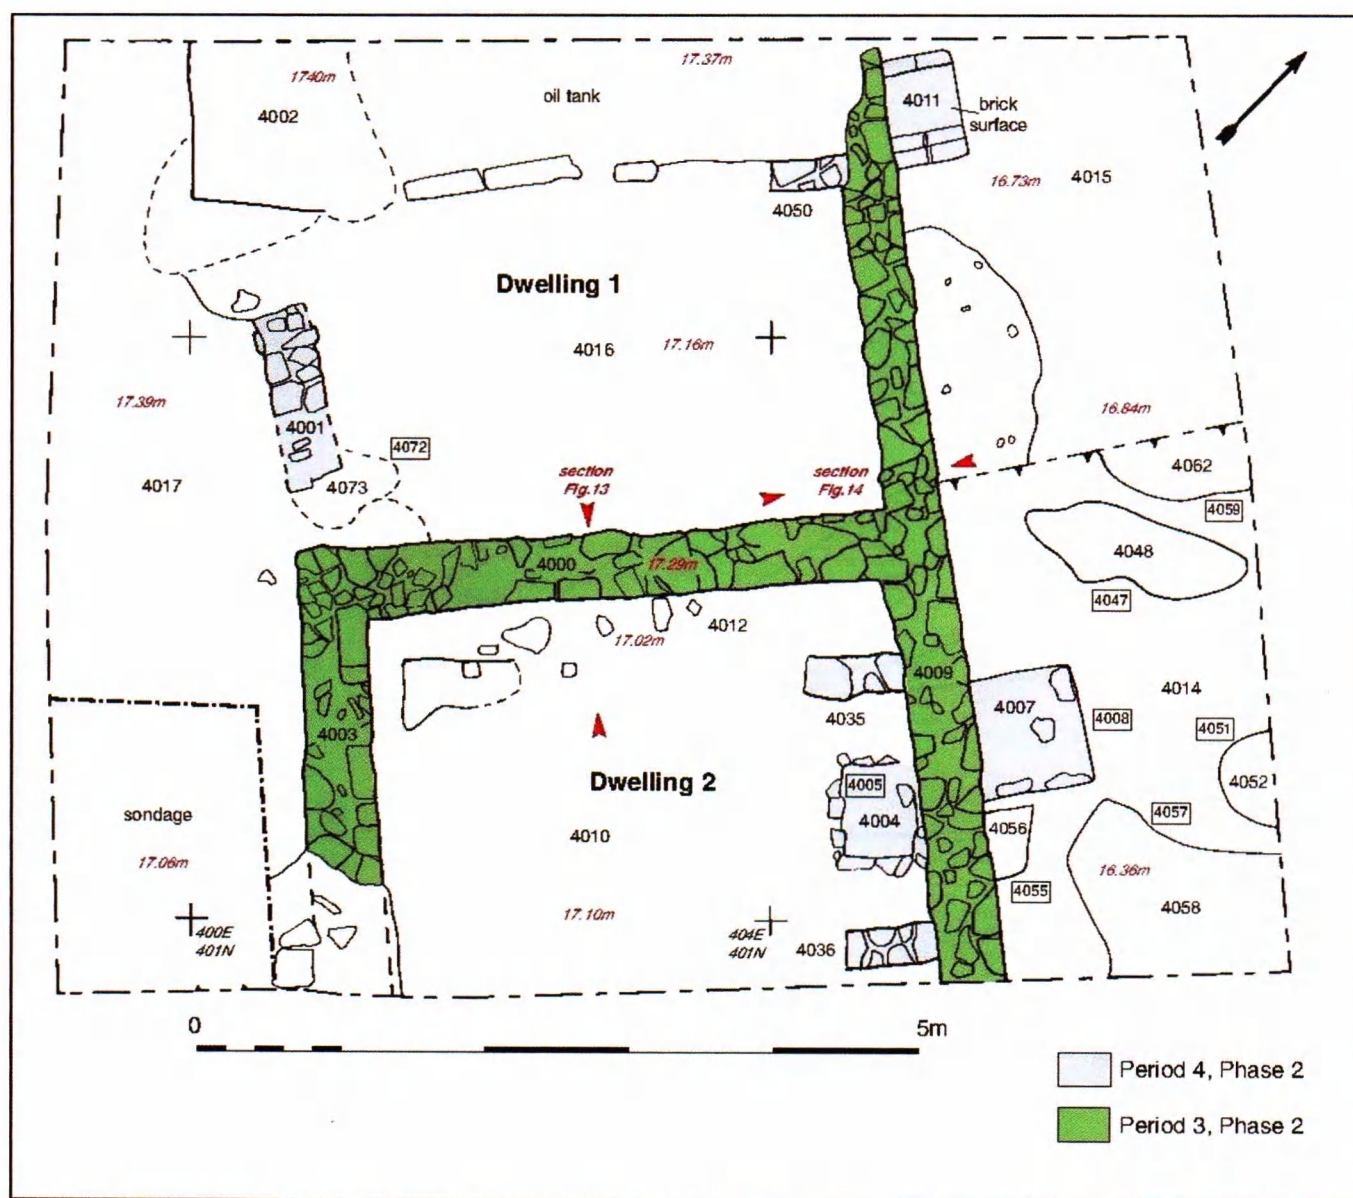 17.37m
1740m
4002
oil tank
4011
brick
surface
16.73m
4015
4050
Dwelling 1
4016
17.16m
17.39m
16.84m
4001
4072
4062
4017
4073
section
Fig.13
section
Fig.14
4059
4048
4000
17.29m
4047
4012
17.02m
4009
4014
4035
4007
4008
4051
4003
Dwelling 2
4005
4052
sondage
4004
4056
4057
4010
17.06m
16.36m
4055
4058
17.10m
400E
401N
404E
401N
4036
0
5m
Period 4, Phase 2
Period 3, Phase 2